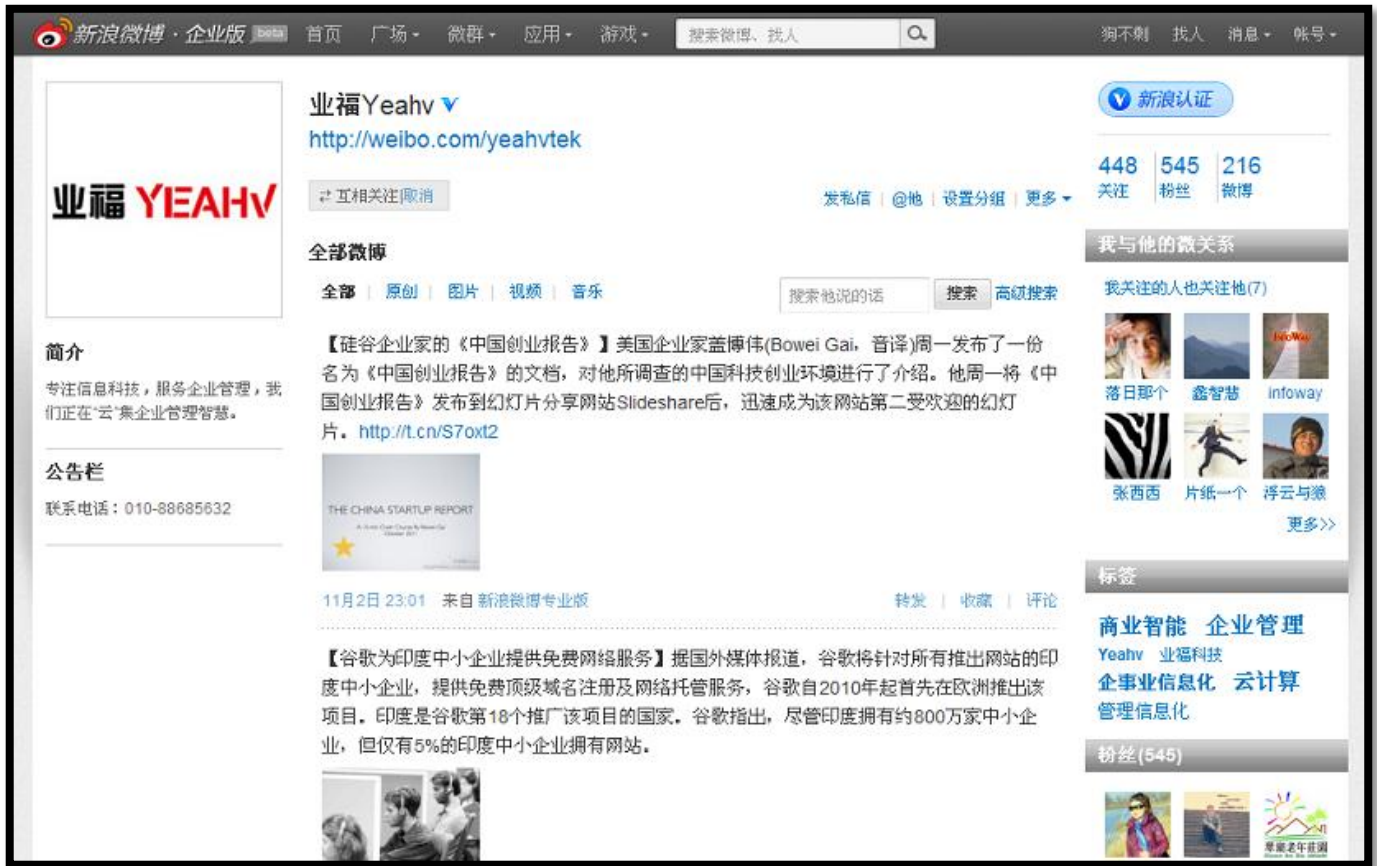 新浪微博·企业版 beta 首页 广场 微群 应用 游戏 搜索微博、找人 狗不剩 找人 消息 帐号
业福 YEAHV
简介
专注信息科技，服务企业管理，我
们正在“云”集企业管理智慧。
公告栏
联系电话：010-88685632
业福Yeahv V
http://weibo.com/yeahvtek
互相关注|取消
发私信 | @他 | 设置分组 | 更多
全部微博
全部 | 原创 | 图片 | 视频 | 音乐 搜索他说的话 搜索 高级搜索
【硅谷企业家的《中国创业报告》】美国企业家盖博伟(Bowei Gai，音译)周一发布了一份
名为《中国创业报告》的文档，对他所调查的中国科技创业环境进行了介绍。他周一将《中
国创业报告》发布到幻灯片分享网站Slideshare后，迅速成为该网站第二受欢迎的幻灯
片。http://t.cn/S7oxt2
THE CHINA STARTUP REPORT
11月2日 23:01 来自 新浪微博专业版 转发 | 收藏 | 评论
【谷歌为印度中小企业提供免费网络服务】据国外媒体报道，谷歌将针对所有推出网站的印
度中小企业，提供免费顶级域名注册及网络托管服务，谷歌自2010年起首先在欧洲推出该
项目。印度是谷歌第18个推广该项目的国家。谷歌指出，尽管印度拥有约800万家中小企
业，但仅有5%的印度中小企业拥有网站。
V 新浪认证
448 545 216
关注 粉丝 微博
我与他的微关系
我关注的人也关注他(7)
InfoWay
落日那个 蠡智慧 infoway
张西西 片纸一个 浮云与狼
更多>>
标签
商业智能 企业管理
Yeahv 业福科技
企事业信息化 云计算
管理信息化
粉丝(545)